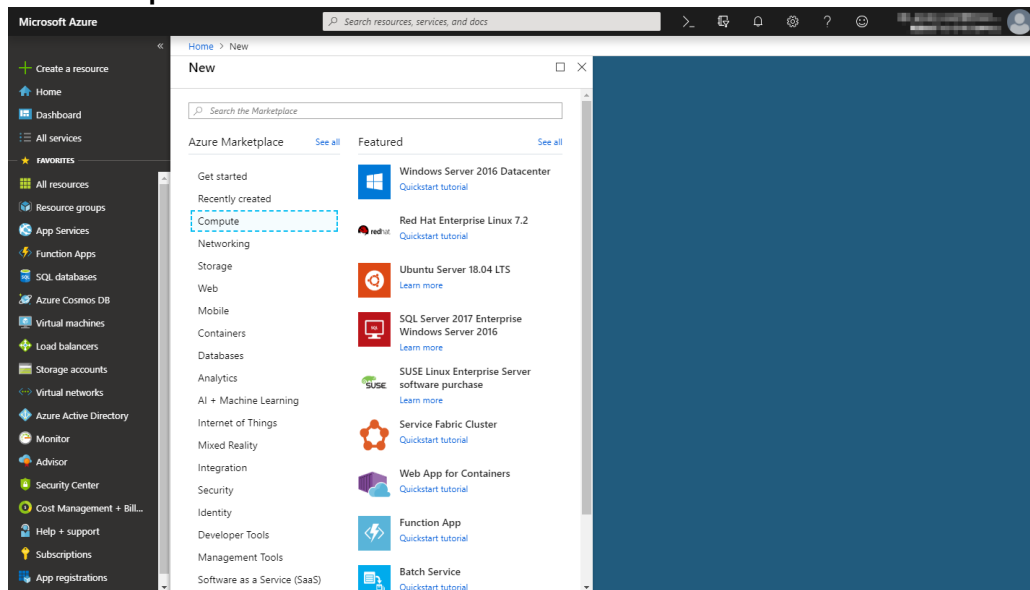 Microsoft Azure
Search resources, services, and docs
Home > New
Create a resource
Home
Dashboard
All services
FAVORITES
All resources
Resource groups
App Services
Function Apps
SQL databases
Azure Cosmos DB
Virtual machines
Load balancers
Storage accounts
Virtual networks
Azure Active Directory
Monitor
Advisor
Security Center
Cost Management + Bill...
Help + support
Subscriptions
App registrations
New
Search the Marketplace
Azure Marketplace See all
Get started
Recently created
Compute
Networking
Storage
Web
Mobile
Containers
Databases
Analytics
AI + Machine Learning
Internet of Things
Mixed Reality
Integration
Security
Identity
Developer Tools
Management Tools
Software as a Service (SaaS)
Featured See all
Windows Server 2016 Datacenter
Quickstart tutorial
redhat
Red Hat Enterprise Linux 7.2
Quickstart tutorial
Ubuntu Server 18.04 LTS
Learn more
SQL Server 2017 Enterprise
Windows Server 2016
Learn more
SUSE
SUSE Linux Enterprise Server
software purchase
Learn more
Service Fabric Cluster
Quickstart tutorial
Web App for Containers
Quickstart tutorial
Function App
Quickstart tutorial
Batch Service
Quickstart tutorial